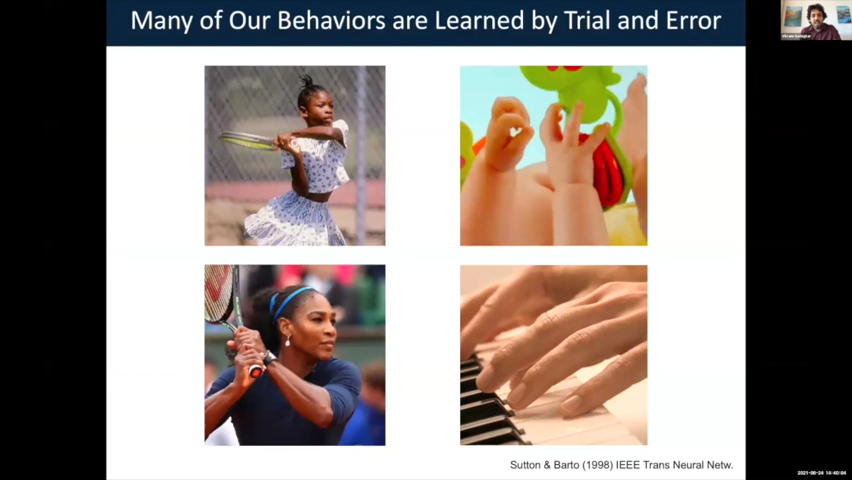 Many of Our Behaviors are Learned by Trial and Error
Sutton & Barto (1998) IEEE Trans Neural Netw.